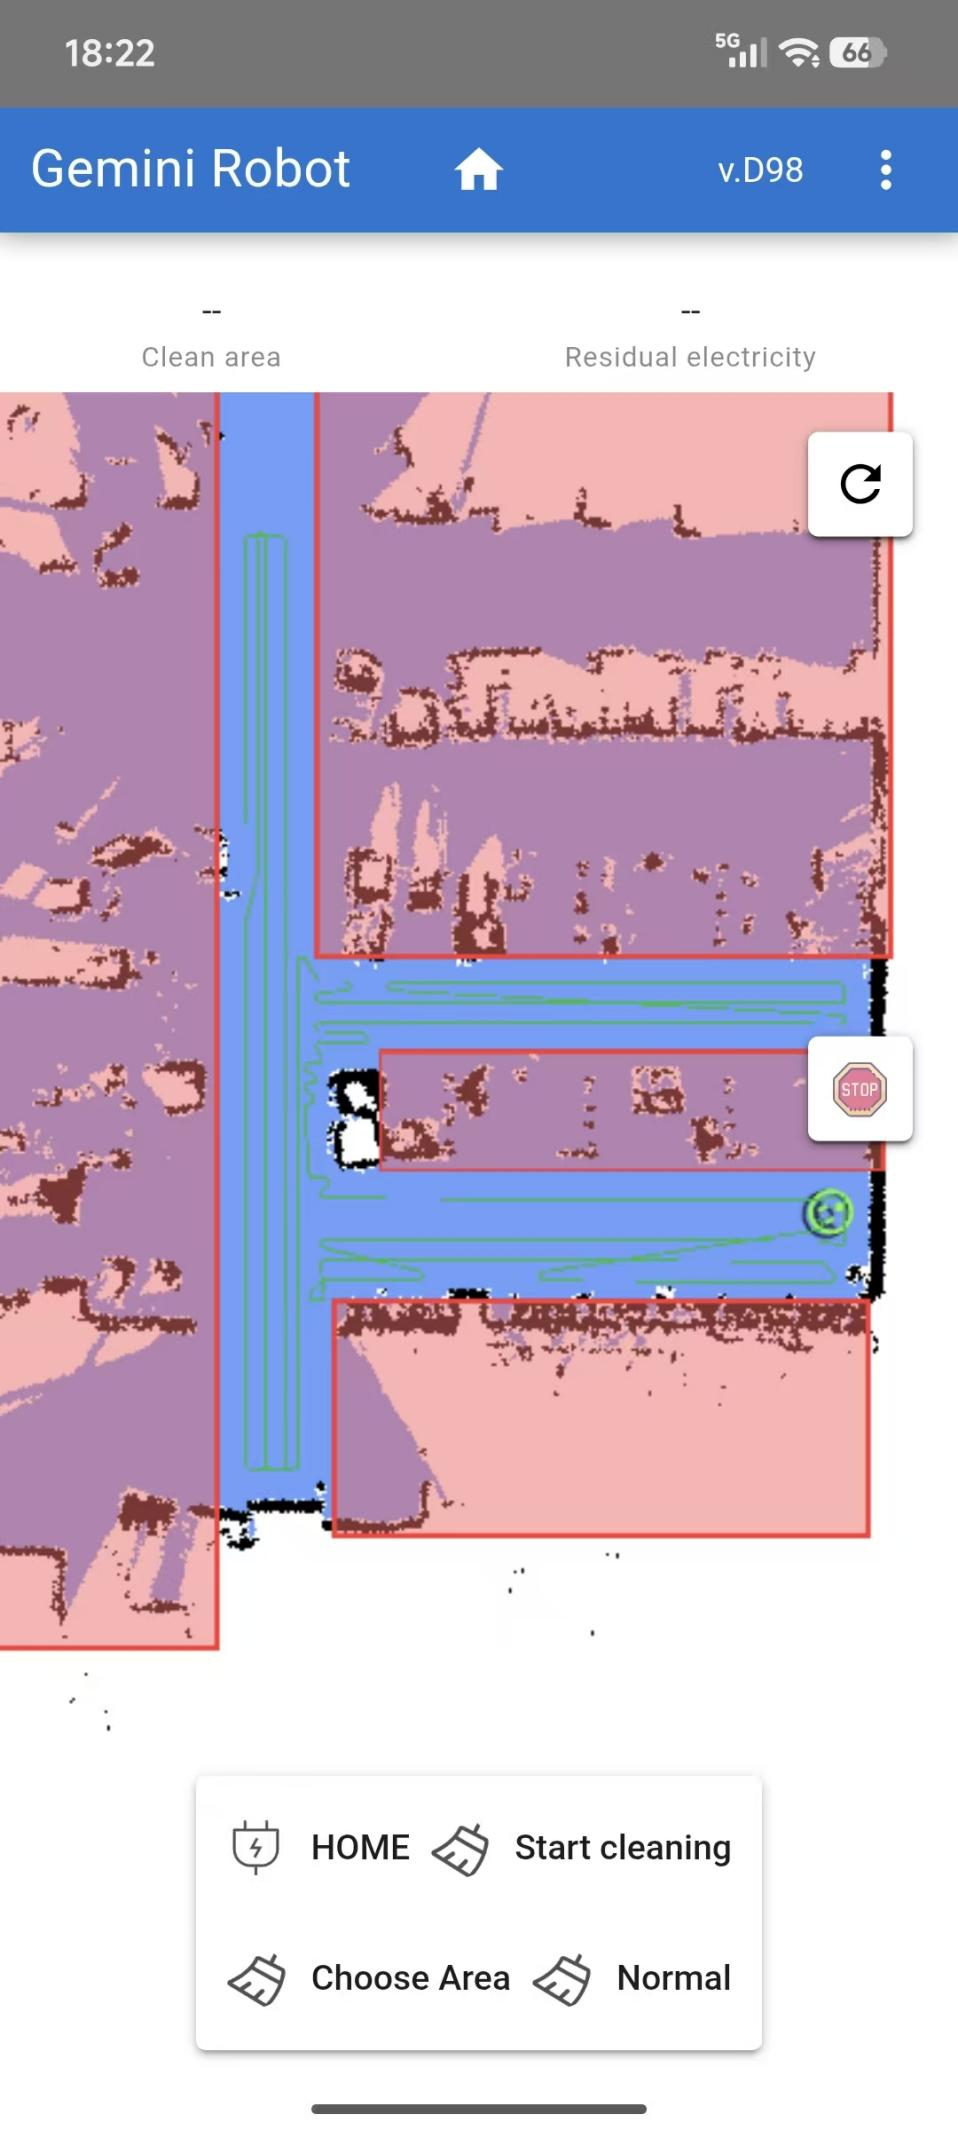 18:22
5G
66
Gemini Robot
v.D98
--
--
Clean area
Residual electricity
STOP
HOME
Start cleaning
Choose Area
Normal